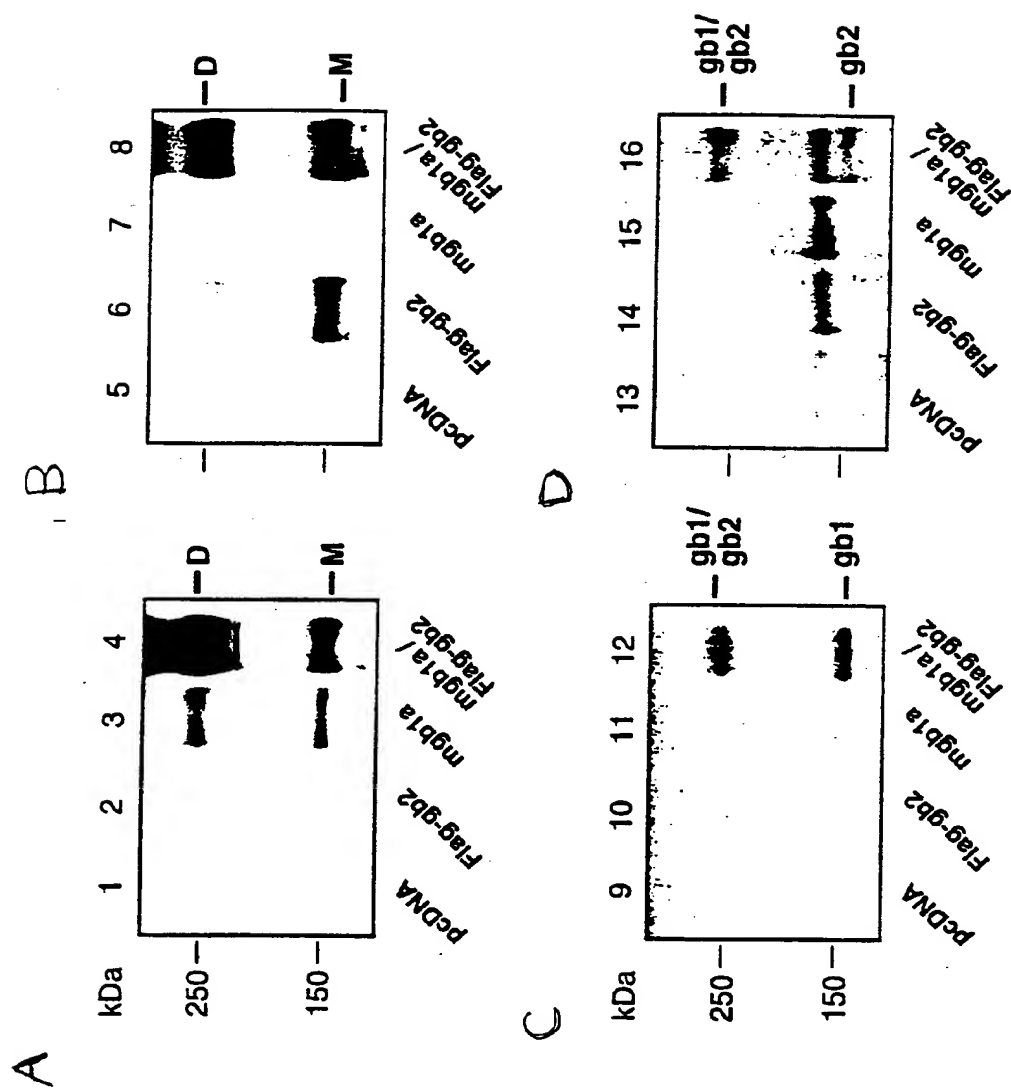 A
kDa
1 2 3 4
250
150
D
M
pcDNA
Flag-gb2
mgb1a
mgb1a/
Flag-gb2
B
5 6 7 8
D
M
pcDNA
Flag-gb2
mgb1a
mgb1a/
Flag-gb2
C
kDa
9 10 11 12
250
150
gb1/
gb2
gb1
pcDNA
Flag-gb2
mgb1a
mgb1a/
Flag-gb2
D
13 14 15 16
gb1/
gb2
gb2
pcDNA
Flag-gb2
mgb1a
mgb1a/
Flag-gb2